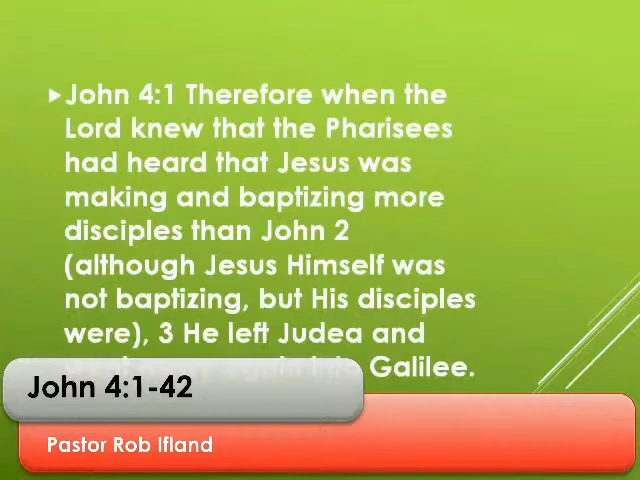 John 4:1 Therefore when the
Lord knew that the Pharisees
had heard that Jesus was
making and baptizing more
disciples than John 2
(although Jesus Himself was
not baptizing, but His disciples
were), 3 He left Judea and
Galilee.
John 4:1-42
Pastor Rob Ifland